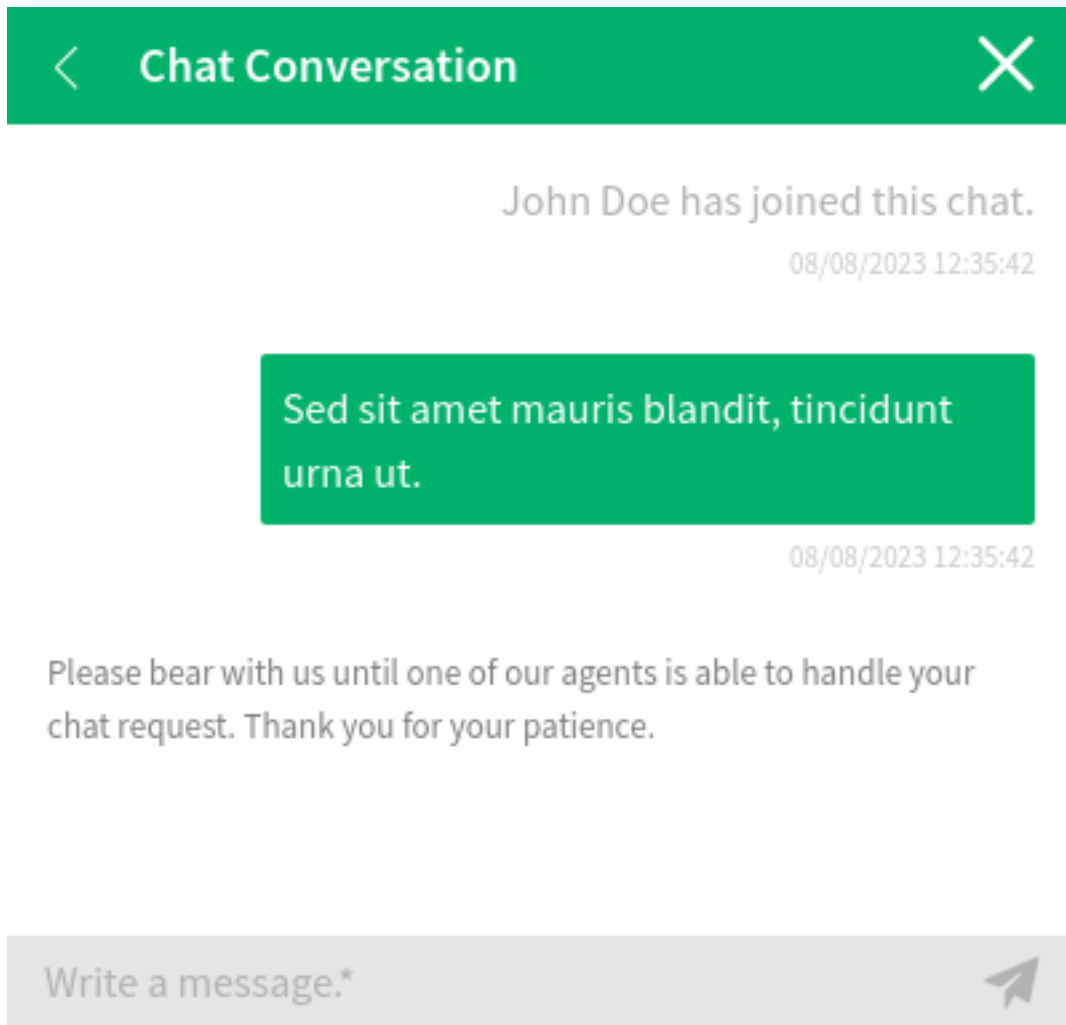 Chat Conversation
John Doe has joined this chat.
08/08/2023 12:35:42
Sed sit amet mauris blandit, tincidunt
urna ut.
08/08/2023 12:35:42
Please bear with us until one of our agents is able to handle your
chat request. Thank you for your patience.
Write a message.*